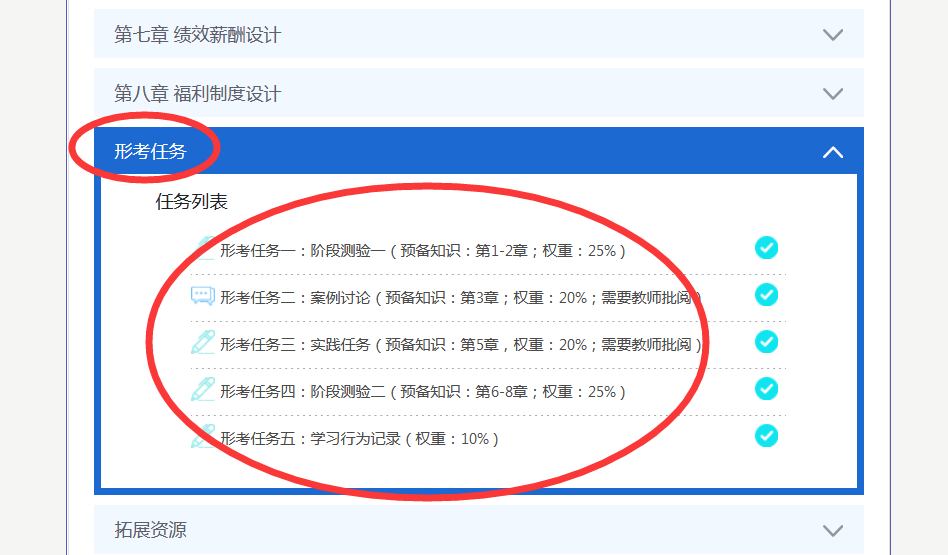 第七章 绩效薪酬设计
第八章 福利制度设计
形考任务
任务列表
形考任务一：阶段测验一（预备知识：第1-2章；权重：25%）
形考任务二：案例讨论（预备知识：第3章；权重：20%；需要教师批阅）
形考任务三：实践任务（预备知识：第5章，权重：20%；需要教师批阅）
形考任务四：阶段测验二（预备知识：第6-8章；权重：25%）
形考任务五：学习行为记录（权重：10%）
拓展资源